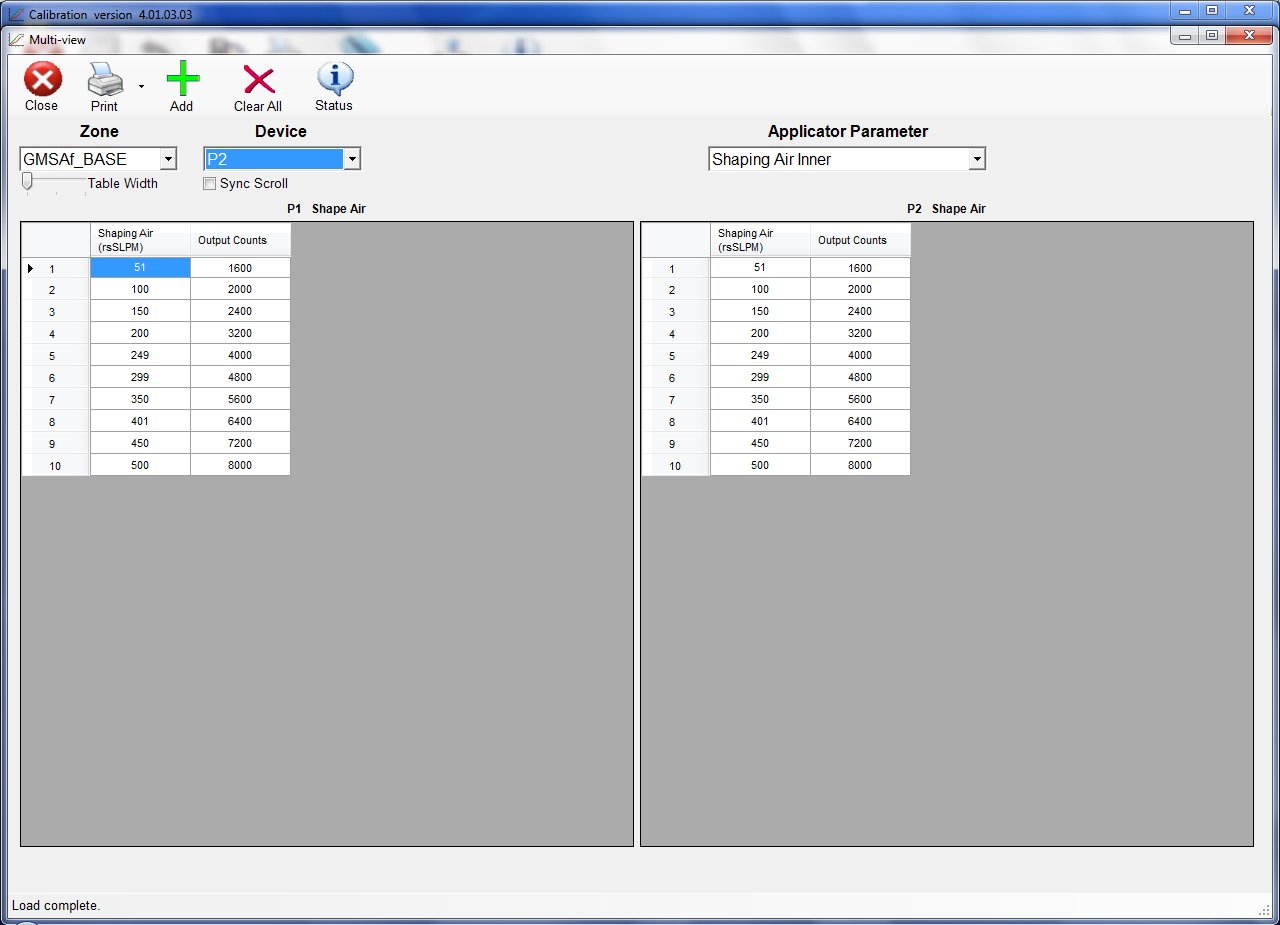 Calibration version 4.01.03.03
Multi-view
Close Print Add Clear All Status
Zone Device Applicator Parameter
GMSAf_BASE P2 Shaping Air Inner
Table Width Sync Scroll
P1 Shape Air
Shaping Air (rsSLPM) Output Counts
1 51 1600
2 100 2000
3 150 2400
4 200 3200
5 249 4000
6 299 4800
7 350 5600
8 401 6400
9 450 7200
10 500 8000
P2 Shape Air
Shaping Air (rsSLPM) Output Counts
1 51 1600
2 100 2000
3 150 2400
4 200 3200
5 249 4000
6 299 4800
7 350 5600
8 401 6400
9 450 7200
10 500 8000
Load complete.